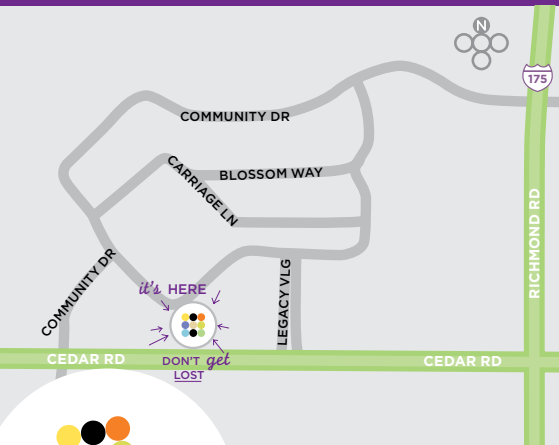 N
175
COMMUNITY DR
BLOSSOM WAY
CARRIAGE LN
RICHMOND RD
COMMUNITY DR
it's HERE
LEGACY VLG
CEDAR RD
DON'T get
LOST
CEDAR RD